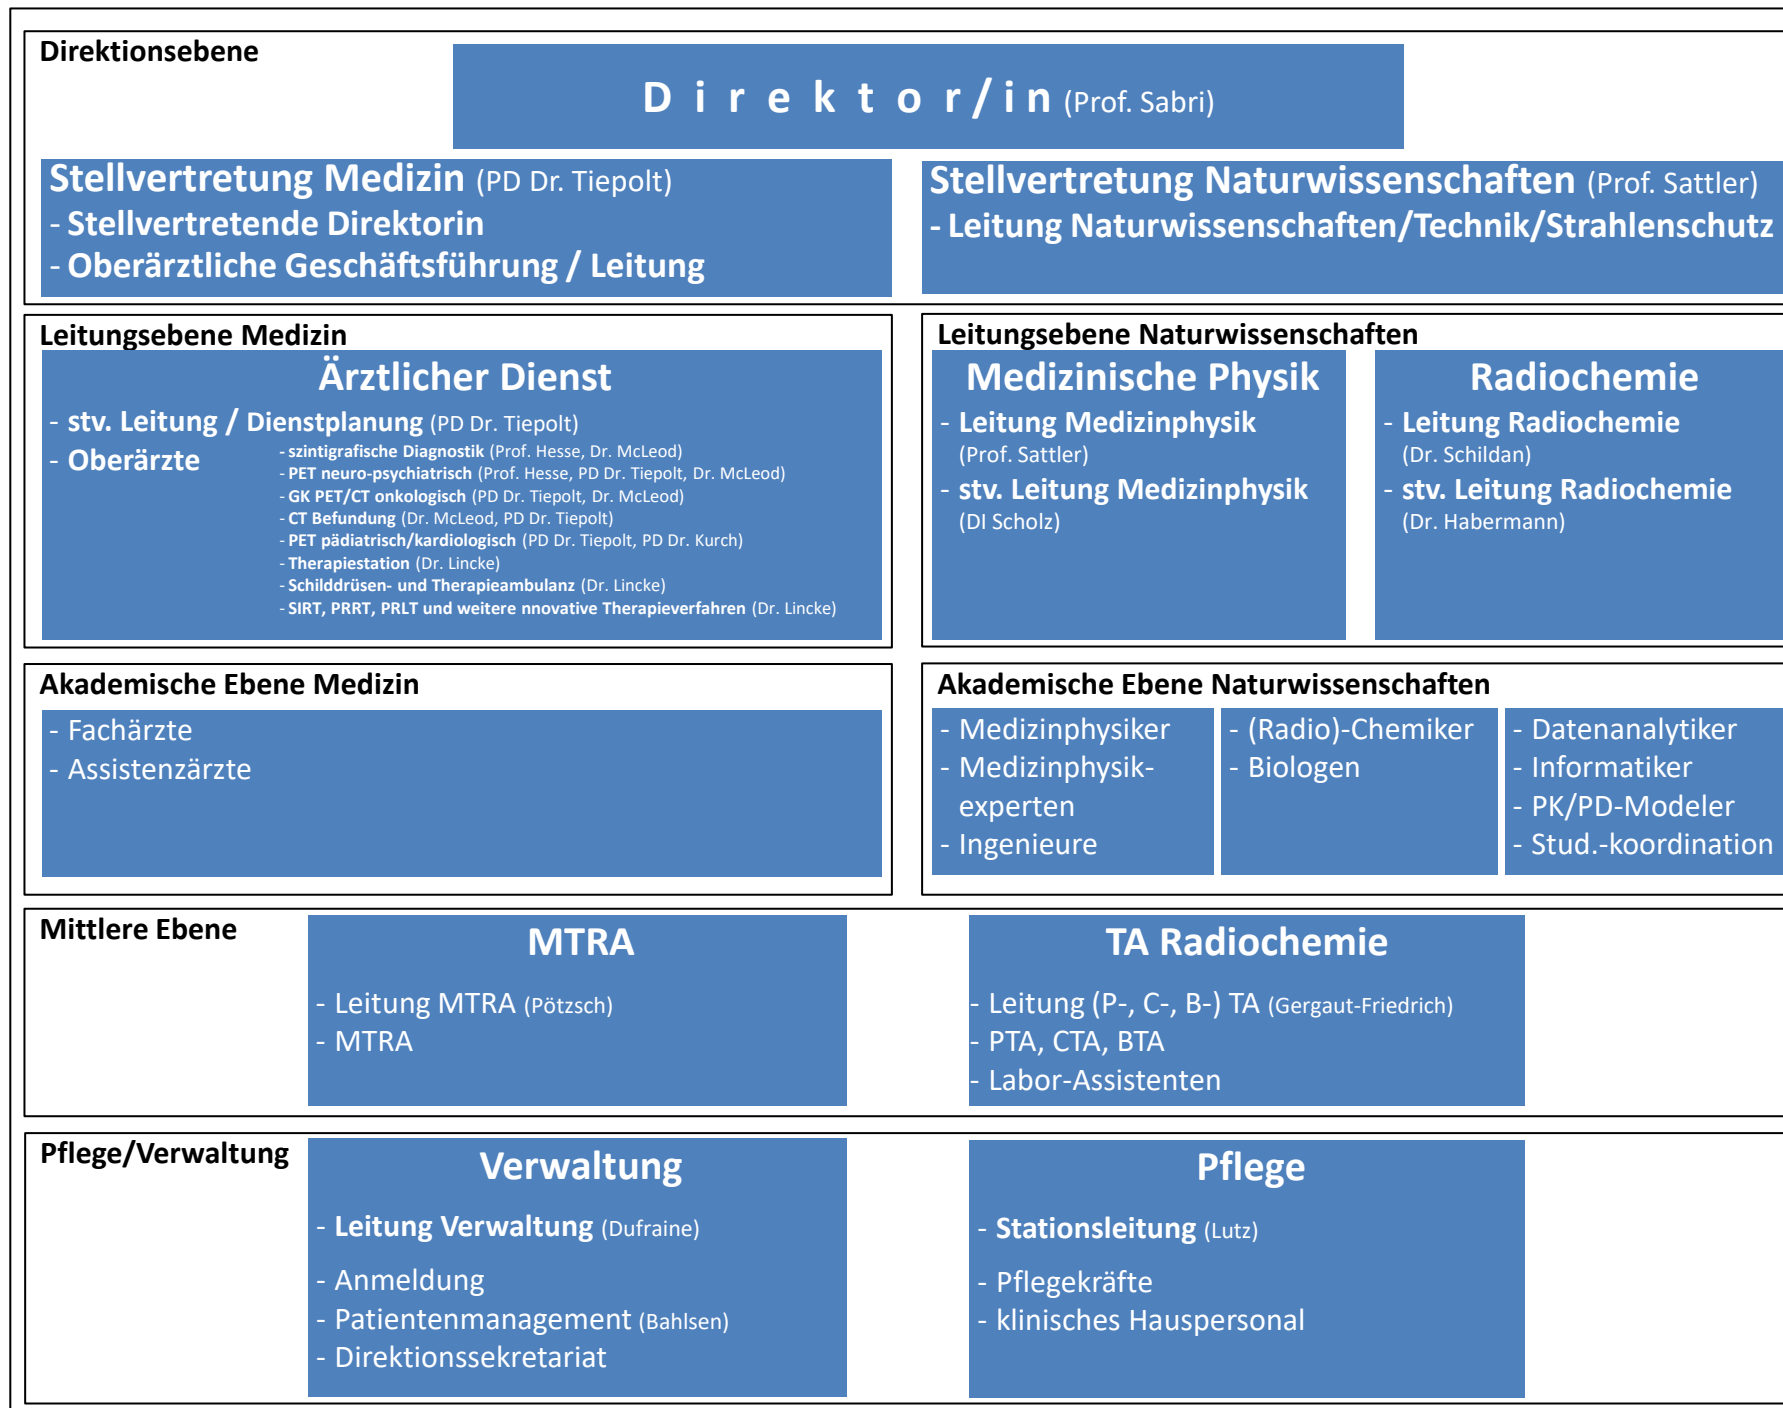 Direktionsebene
Direktor/in (Prof. Sabri)
Stellvertretung Medizin (PD Dr. Tiepolt)
- Stellvertretende Direktorin
- Oberärztliche Geschäftsführung / Leitung
Stellvertretung Naturwissenschaften (Prof. Sattler)
- Leitung Naturwissenschaften/Technik/Strahlenschutz
Leitungsebene Medizin
Ärztlicher Dienst
- stv. Leitung / Dienstplanung (PD Dr. Tiepolt)
- Oberärzte
- szintigrafische Diagnostik (Prof. Hesse, Dr. McLeod)
- PET neuro-psychiatrisch (Prof. Hesse, PD Dr. Tiepolt, Dr. McLeod)
- GK PET/CT onkologisch (PD Dr. Tiepolt, Dr. McLeod)
- CT Befundung (Dr. McLeod, PD Dr. Tiepolt)
- PET pädiatrisch/kardiologisch (PD Dr. Tiepolt, PD Dr. Kurch)
- Therapiestation (Dr. Lincke)
- Schilddrüsen- und Therapieambulanz (Dr. Lincke)
- SIRT, PRRT, PRLT und weitere nnovative Therapieverfahren (Dr. Lincke)
Leitungsebene Naturwissenschaften
Medizinische Physik
- Leitung Medizinphysik
(Prof. Sattler)
- stv. Leitung Medizinphysik
(DI Scholz)
Radiochemie
- Leitung Radiochemie
(Dr. Schildan)
- stv. Leitung Radiochemie
(Dr. Habermann)
Akademische Ebene Medizin
- Fachärzte
- Assistenzärzte
Akademische Ebene Naturwissenschaften
- Medizinphysiker
- Medizinphysik-
experten
- Ingenieure
- (Radio)-Chemiker
- Biologen
- Datenanalytiker
- Informatiker
- PK/PD-Modeler
- Stud.-koordination
Mittlere Ebene
MTRA
- Leitung MTRA (Pötzsch)
- MTRA
TA Radiochemie
- Leitung (P-, C-, B-) TA (Gergaut-Friedrich)
- PTA, CTA, BTA
- Labor-Assistenten
Pflege/Verwaltung
Verwaltung
- Leitung Verwaltung (Dufraine)
- Anmeldung
- Patientenmanagement (Bahlsen)
- Direktionssekretariat
Pflege
- Stationsleitung (Lutz)
- Pflegekräfte
- klinisches Hauspersonal